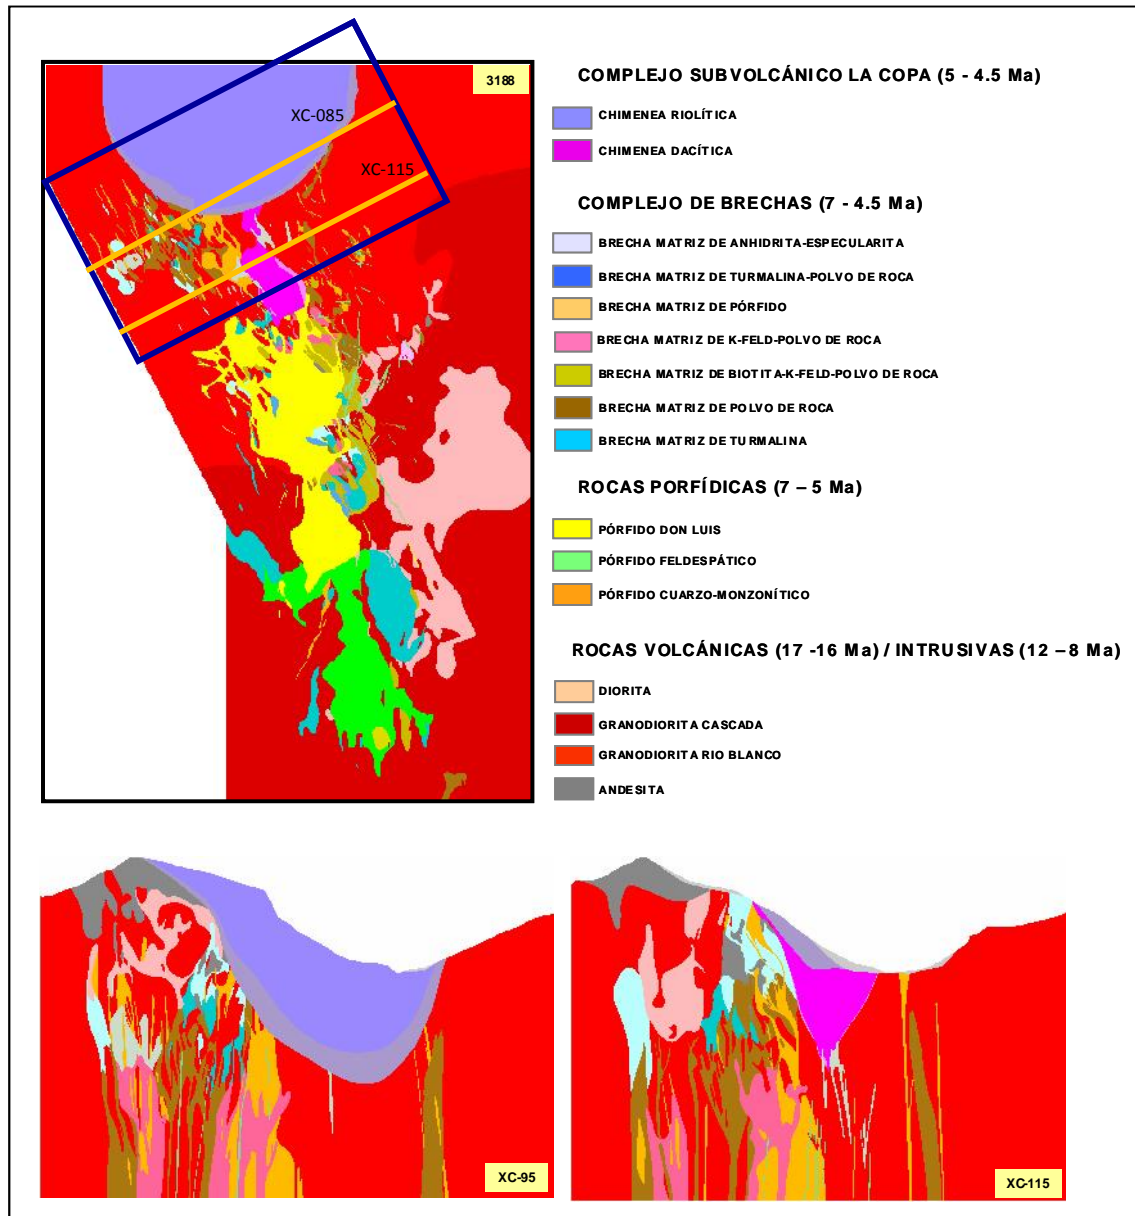 3188
XC-085
XC-115
COMPLEJO SUBVOLCÁNICO LA COPA (5 - 4.5 Ma)
CHIMENEA RIOLÍTICA
CHIMENEA DACÍTICA
COMPLEJO DE BRECHAS (7 - 4.5 Ma)
BRECHA MATRIZ DE ANHIDRITA-ESPECULARITA
BRECHA MATRIZ DE TURMALINA-POLVO DE ROCA
BRECHA MATRIZ DE PÓRFIDO
BRECHA MATRIZ DE K-FELD-POLVO DE ROCA
BRECHA MATRIZ DE BIOTITA-K-FELD-POLVO DE ROCA
BRECHA MATRIZ DE POLVO DE ROCA
BRECHA MATRIZ DE TURMALINA
ROCAS PORFÍDICAS (7 – 5 Ma)
PÓRFIDO DON LUIS
PÓRFIDO FELDESPÁTICO
PÓRFIDO CUARZO-MONZONÍTICO
ROCAS VOLCÁNICAS (17 -16 Ma) / INTRUSIVAS (12 – 8 Ma)
DIORITA
GRANODIORITA CASCADA
GRANODIORITA RIO BLANCO
ANDESITA
XC-95
XC-115